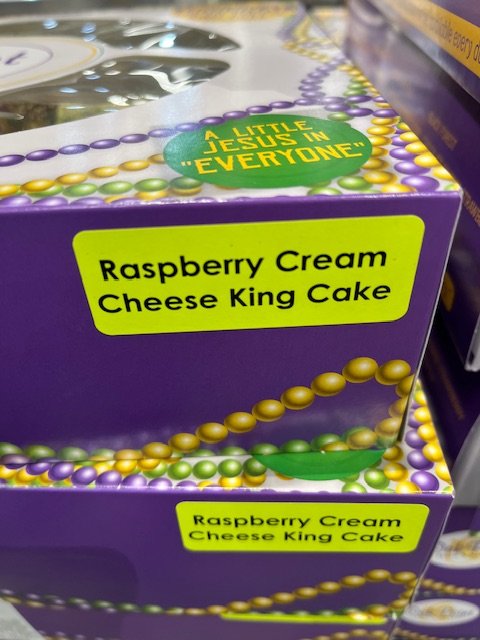 A LITTLE
JESUS IN
"EVERYONE"
Raspberry Cream
Cheese King Cake
Raspberry Cream
Cheese King Cake